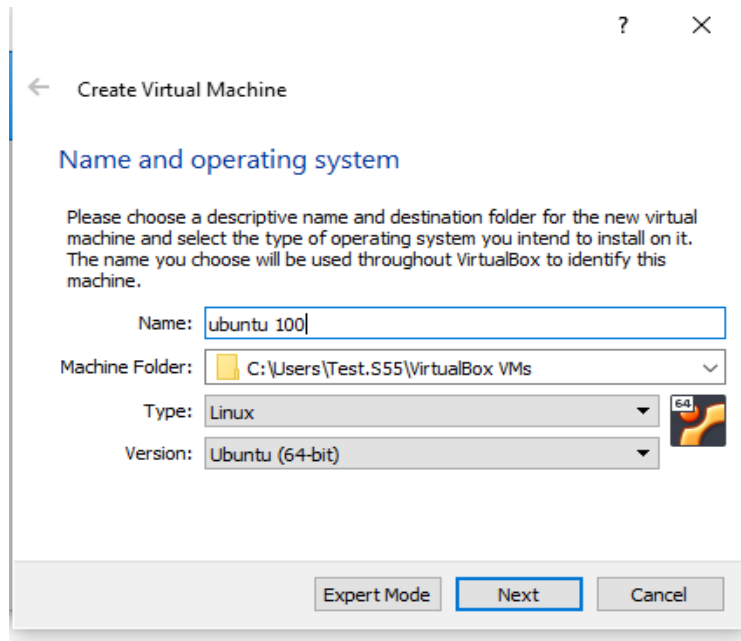 ?
Create Virtual Machine
Name and operating system
Please choose a descriptive name and destination folder for the new virtual
machine and select the type of operating system you intend to install on it.
The name you choose will be used throughout VirtualBox to identify this
machine.
Name: ubuntu 100
Machine Folder: C:\Users\Test.S55\VirtualBox VMs
Type: Linux
64
Version: Ubuntu (64-bit)
Expert Mode Next Cancel